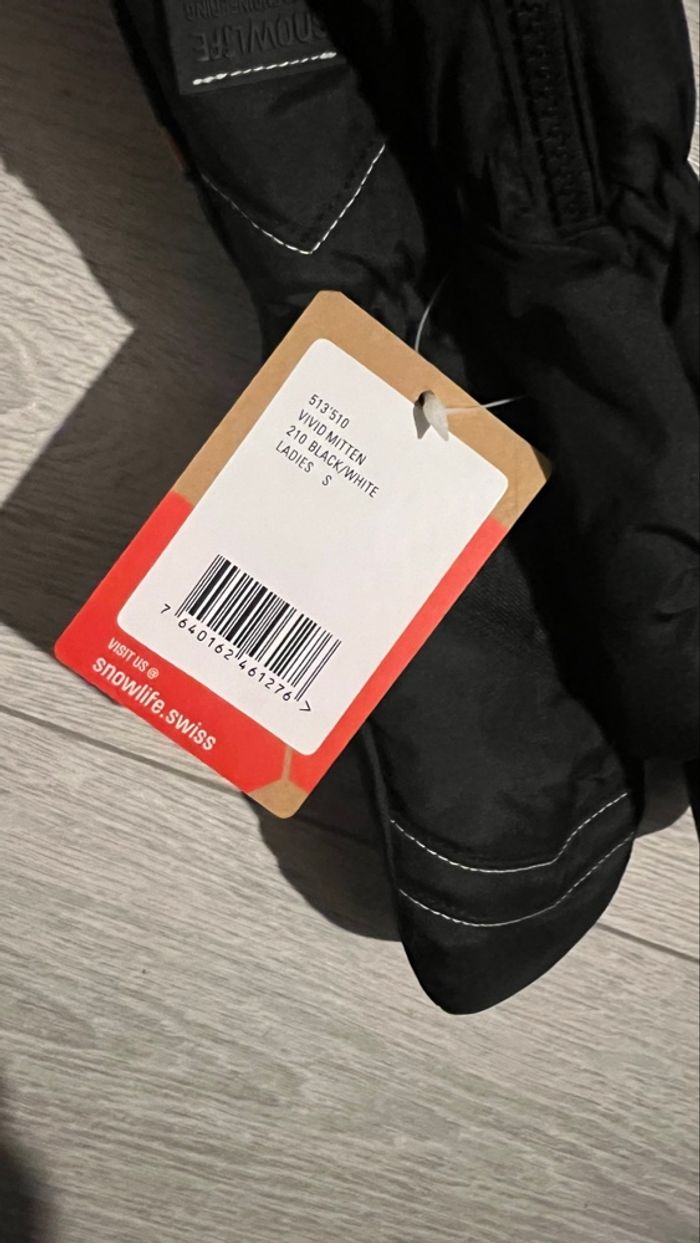 SNOWLIFE
513'510
VIVID MITTEN
210 BLACK/WHITE
LADIES S
7 640162 461276 >
VISIT US @
snowlife.swiss